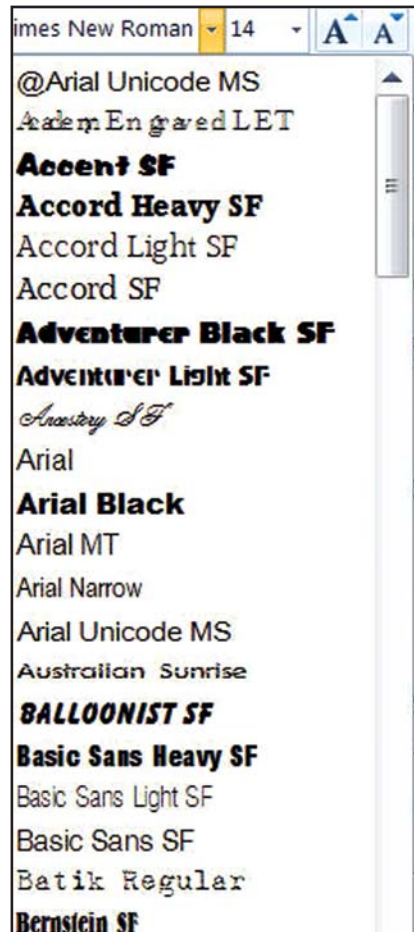 imes New Roman 14 A A
@Arial Unicode MS
Academ Engraved LET
Accent SF
Accord Heavy SF
Accord Light SF
Accord SF
Adventurer Black SF
Adventurer Light SF
Ancestory SF
Arial
Arial Black
Arial MT
Arial Narrow
Arial Unicode MS
Australian Sunrise
BALLOONIST SF
Basic Sans Heavy SF
Basic Sans Light SF
Basic Sans SF
Batik Regular
Bernstein SF